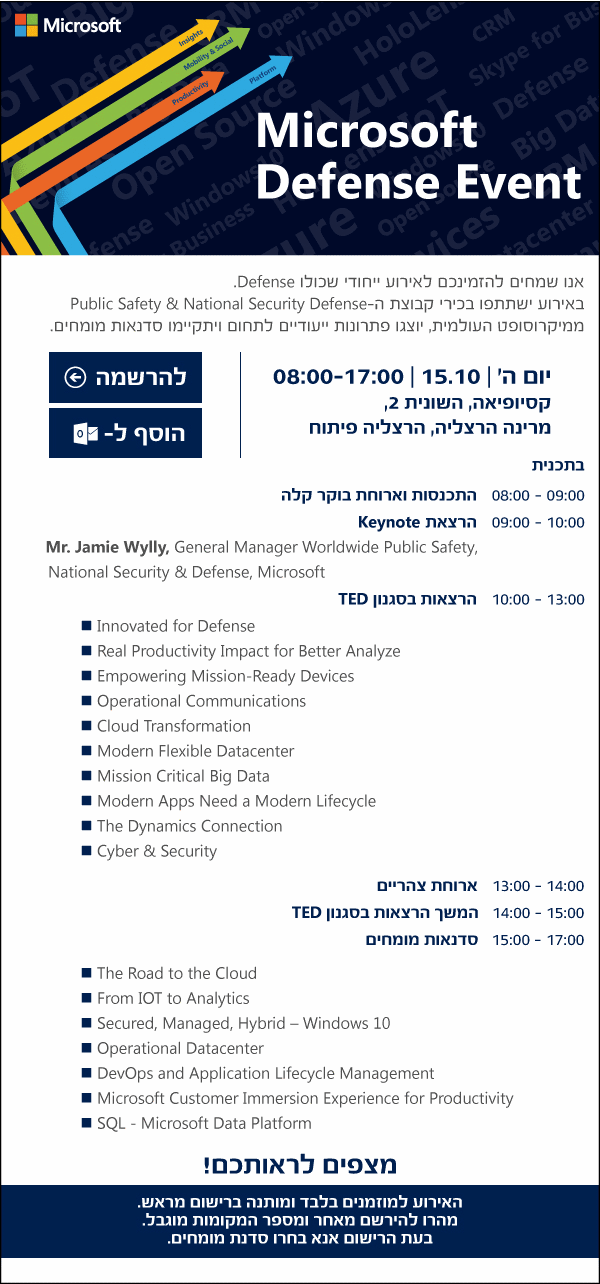 Microsoft
Insights
Mobility & Social
Productivity
Platform
Microsoft
Defense Event
אנו שמחים להזמינכם לאירוע ייחודי שכולו Defense.
באירוע ישתתפו בכירי קבוצת ה-Public Safety & National Security Defense
ממיקרוסופט העולמית, יוצגו פתרונות ייעודיים לתחום ויתקיימו סדנאות מומחים.
יום ה' | 15.10 | 08:00-17:00
קסיופיאה, השונית 2,
מרינה הרצליה, הרצליה פיתוח
להרשמה
הוסף ל-
בתכנית
08:00 - 09:00 התכנסות וארוחת בוקר קלה
09:00 - 10:00 הרצאת Keynote
Mr. Jamie Wylly, General Manager Worldwide Public Safety,
National Security & Defense, Microsoft
10:00 - 13:00 הרצאות בסגנון TED
Innovated for Defense
Real Productivity Impact for Better Analyze
Empowering Mission-Ready Devices
Operational Communications
Cloud Transformation
Modern Flexible Datacenter
Mission Critical Big Data
Modern Apps Need a Modern Lifecycle
The Dynamics Connection
Cyber & Security
13:00 - 14:00 ארוחת צהריים
14:00 - 15:00 המשך הרצאות בסגנון TED
15:00 - 17:00 סדנאות מומחים
The Road to the Cloud
From IOT to Analytics
Secured, Managed, Hybrid – Windows 10
Operational Datacenter
DevOps and Application Lifecycle Management
Microsoft Customer Immersion Experience for Productivity
SQL - Microsoft Data Platform
מצפים לראותכם!
האירוע למוזמנים בלבד ומותנה ברישום מראש.
מהרו להירשם מאחר ומספר המקומות מוגבל.
בעת הרישום אנא בחרו סדנת מומחים.